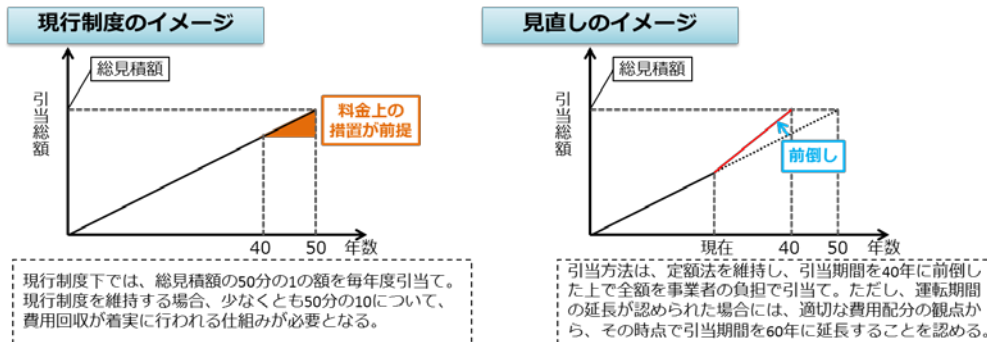 現行制度のイメージ
総見積額
引当総額
料金上の
措置が前提
40
50
年数
現行制度下では、総見積額の50分の1の額を毎年度引当て。
現行制度を維持する場合、少なくとも50分の10について、
費用回収が着実に行われる仕組みが必要となる。
見直しのイメージ
総見積額
引当総額
前倒し
現在
40
50
年数
引当方法は、定額法を維持し、引当期間を40年に前倒し
た上で全額を事業者の負担で引当て。ただし、運転期間
の延長が認められた場合には、適切な費用配分の観点か
ら、その時点で引当期間を60年に延長することを認める。